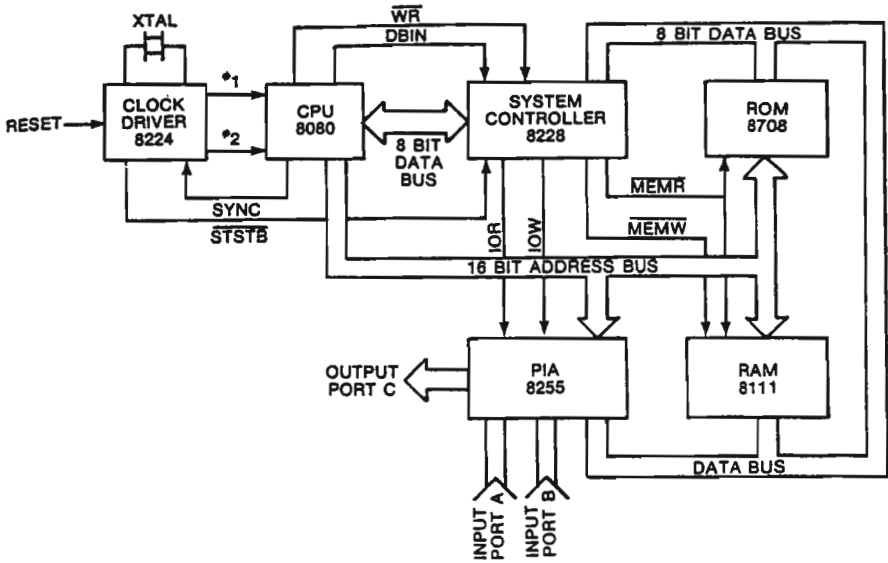 XTAL
WR
DBIN
8 BIT DATA BUS
ɸ1
ɸ2
RESET
CLOCK
DRIVER
8224
CPU
8080
8 BIT
DATA
BUS
SYSTEM
CONTROLLER
8228
ROM
8708
SYNC
STSTB
IOR
IOW
MEMR
MEMW
16 BIT ADDRESS BUS
OUTPUT
PORT C
PIA
8255
RAM
8111
DATA BUS
INPUT
PORT A
INPUT
PORT B